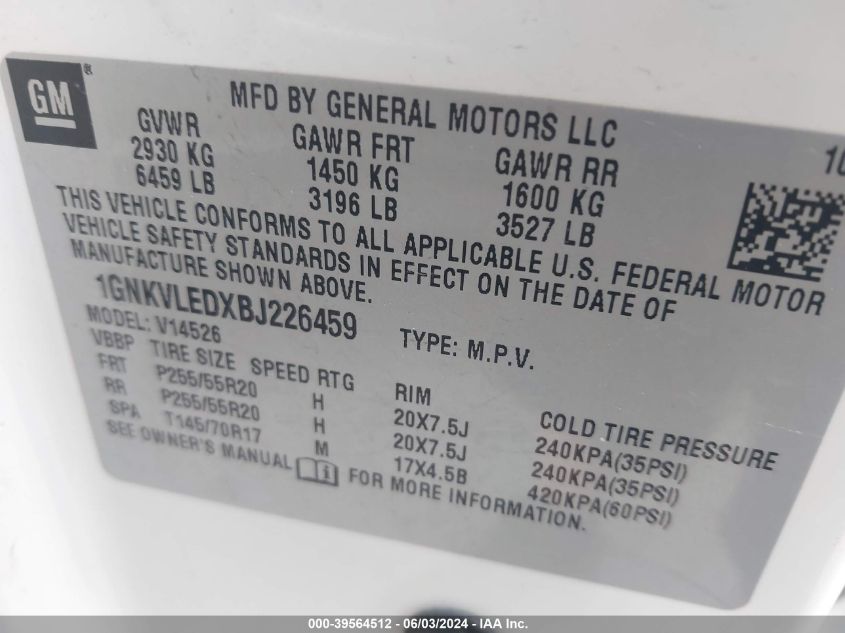 GM®
MFD BY GENERAL MOTORS LLC
10
GVWR GAWR FRT GAWR RR
2930 KG 1450 KG 1600 KG
6459 LB 3196 LB 3527 LB
THIS VEHICLE CONFORMS TO ALL APPLICABLE U.S. FEDERAL MOTOR
VEHICLE SAFETY STANDARDS IN EFFECT ON THE DATE OF
MANUFACTURE SHOWN ABOVE.
1GNKVLEDXBJ226459 TYPE: M.P.V.
MODEL: V14526
VBBP TIRE SIZE SPEED RTG RIM COLD TIRE PRESSURE
FRT P255/55R20 H 20X7.5J 240KPA(35PSI)
RR P255/55R20 H 20X7.5J 240KPA(35PSI)
SPA T145/70R17 M 17X4.5B 420KPA(60PSI)
SEE OWNER'S MANUAL FOR MORE INFORMATION.
000-39564512 - 06/03/2024 - IAA Inc.